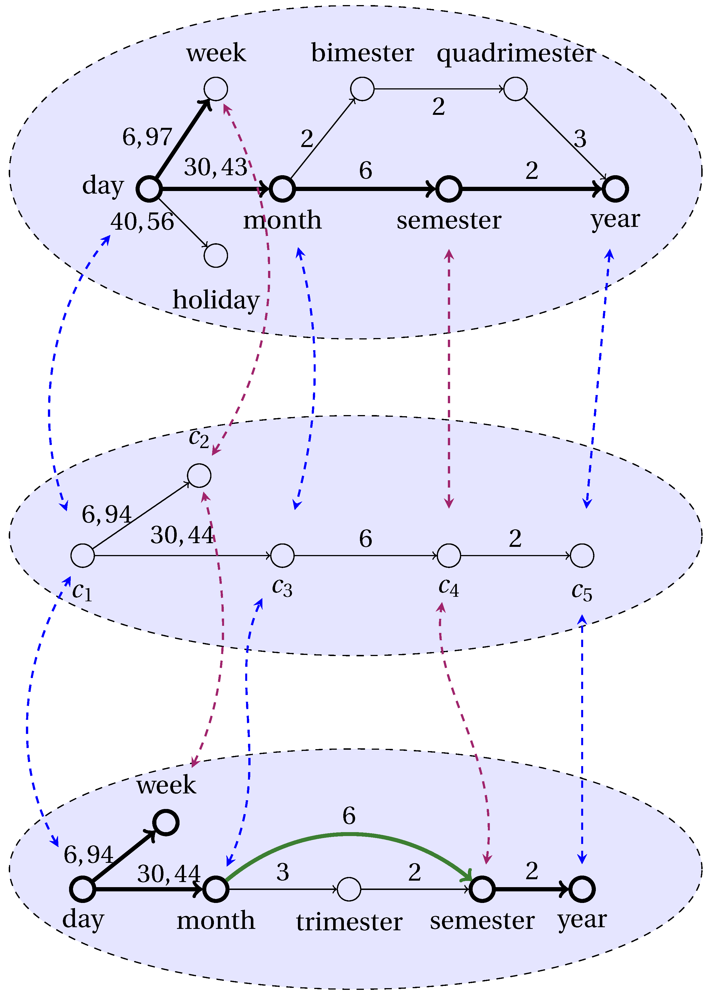 week bimester quadrimester
2
6,97 2 3
30,43 6 2
day
40,56 month semester year
holiday
c2
6,94
30,44 6 2
c1 c3 c4 c5
week
6
6,94 30,44 3 2 2
day month trimester semester year